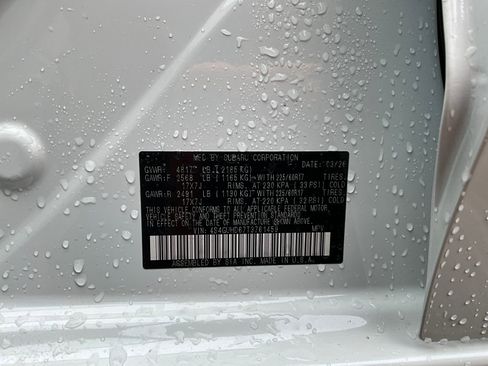 MFD BY SUBARU CORPORATION 03/26
GVWR: LB (2185 KG)
GAWR:F 2568 LB (1165 KG) WITH 225/60R17 TIRES
17X7J RIMS, AT 230 KPA (33 PSI) COLD
GAWR:R 2491 LB (1130 KG) WITH 225/60R17 TIRES
17X7J RIMS, AT 220 KPA (32 PSI) COLD
THIS VEHICLE CONFORMS TO ALL APPLICABLE U.S. FEDERAL MOTOR
VEHICLE SAFETY AND THEFT PREVENTION STANDARDS
IN EFFECT ON THE DATE OF MANUFACTURE SHOWN ABOVE.
VIN: MPV
ASSEMBLED BY SIA, INC. MADE IN U.S.A.